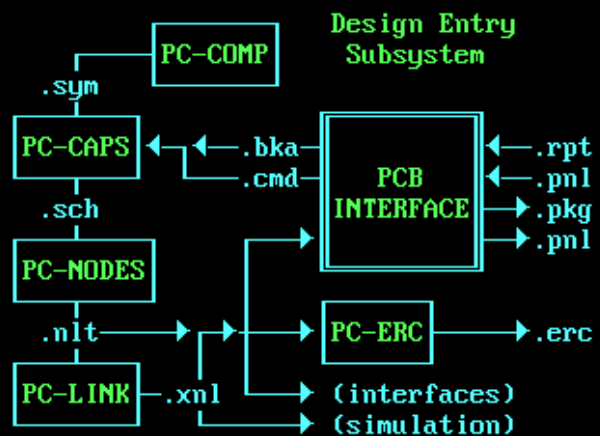 Design Entry
Subsystem
PC-COMP
.sym
PC-CAPS
.bka
.cmd
PCB
INTERFACE
.rpt
.pnl
.pkg
.pnl
.sch
PC-NODES
.nlt
PC-ERC
.erc
PC-LINK
.xnl
(interfaces)
(simulation)